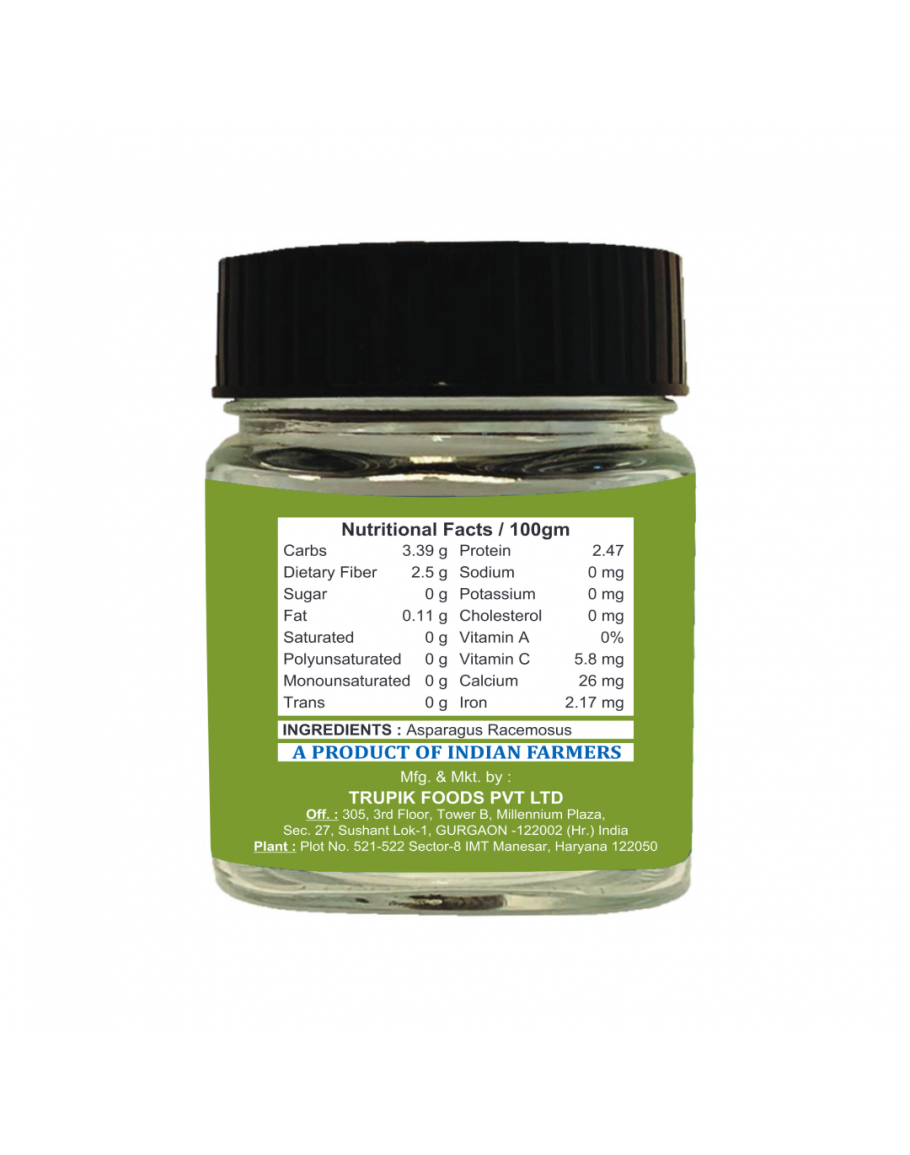 Nutritional Facts / 100gm
Carbs 3.39 g Protein 2.47
Dietary Fiber 2.5 g Sodium 0 mg
Sugar 0 g Potassium 0 mg
Fat 0.11 g Cholesterol 0 mg
Saturated 0 g Vitamin A 0%
Polyunsaturated 0 g Vitamin C 5.8 mg
Monounsaturated 0 g Calcium 26 mg
Trans 0 g Iron 2.17 mg
INGREDIENTS : Asparagus Racemosus
A PRODUCT OF INDIAN FARMERS
Mfg. & Mkt. by :
TRUPIK FOODS PVT LTD
Off. : 305, 3rd Floor, Tower B, Millennium Plaza,
Sec. 27, Sushant Lok-1, GURGAON -122002 (Hr.) India
Plant : Plot No. 521-522 Sector-8 IMT Manesar, Haryana 122050